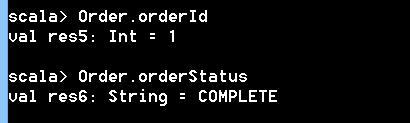 scala> Order.orderId
val res5: Int = 1
scala> Order.orderStatus
val res6: String = COMPLETE